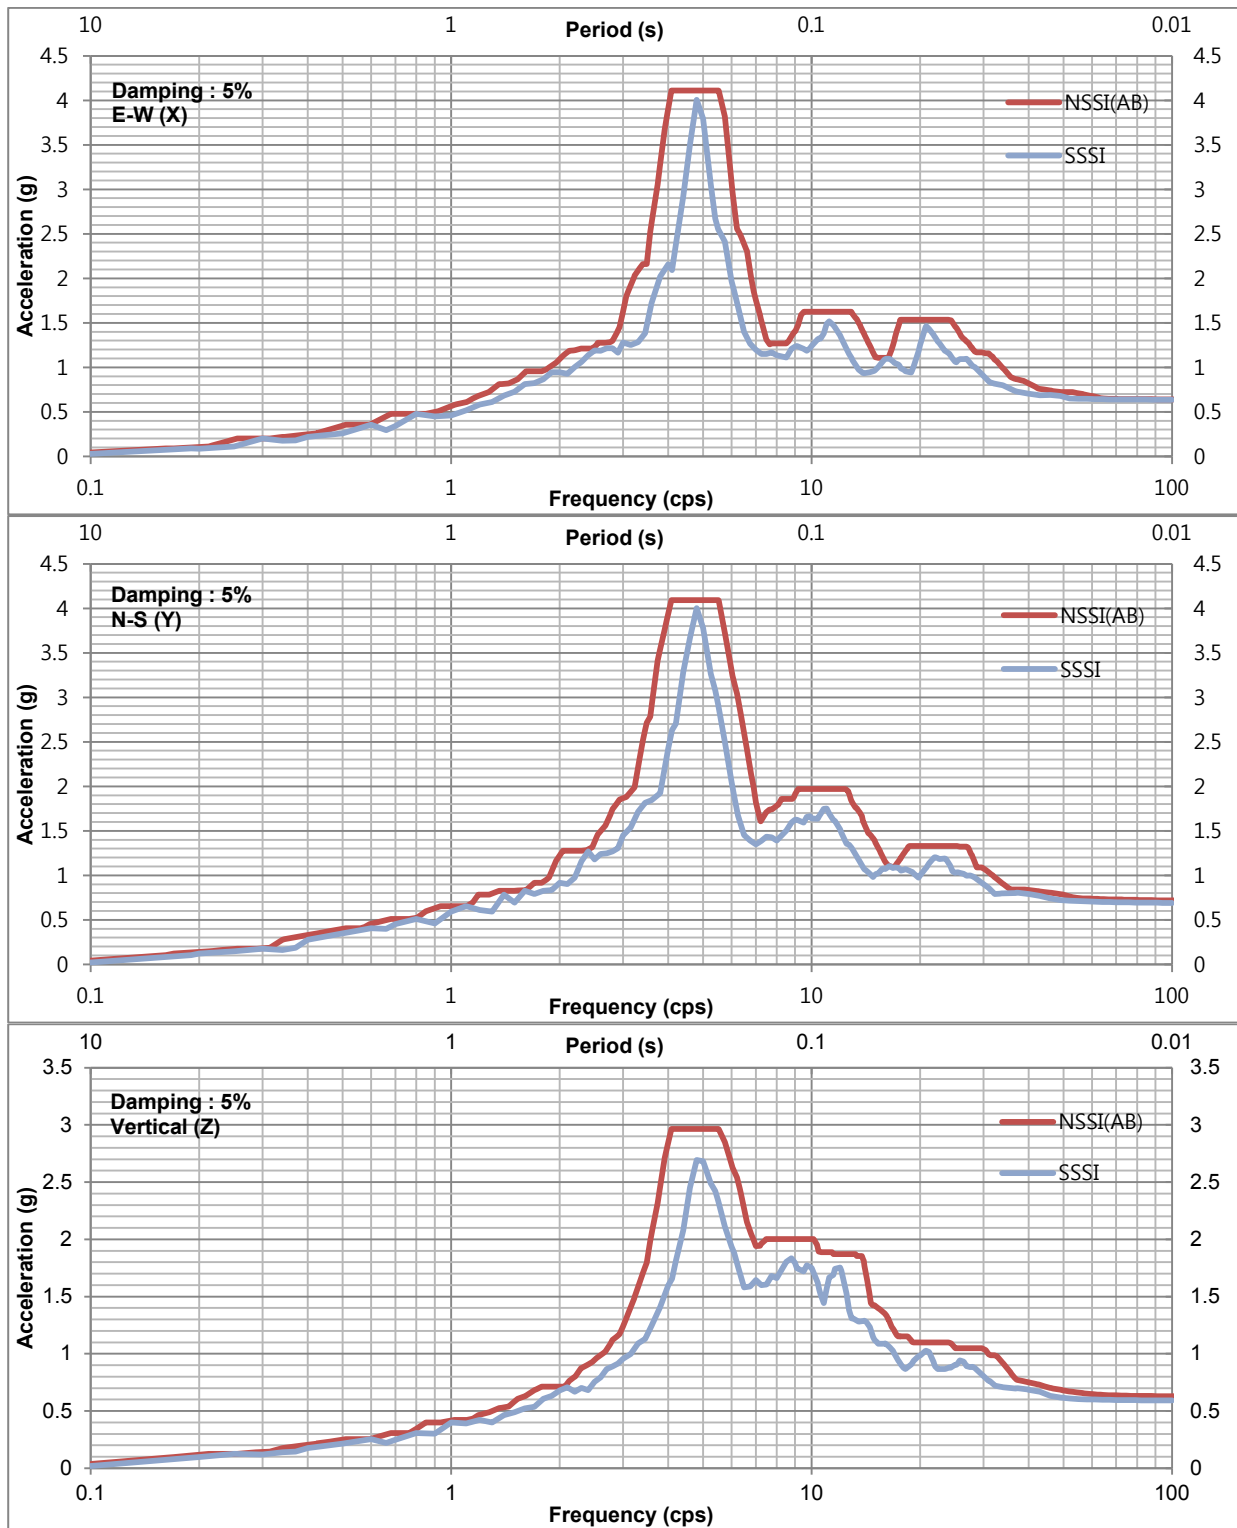 10 1 Period (s) 0.1 0.01
4.5 4.5
Damping : 5%
E-W (X)
4 NSSI(AB) 4
3.5 SSSI 3.5
3 3
2.5 2.5
2 2
1.5 1.5
1 1
0.5 0.5
0 0
Acceleration (g)
0.1 1 10 100
Frequency (cps)
10 1 Period (s) 0.1 0.01
4.5 4.5
Damping : 5%
N-S (Y)
4 NSSI(AB) 4
3.5 SSSI 3.5
3 3
2.5 2.5
2 2
1.5 1.5
1 1
0.5 0.5
0 0
Acceleration (g)
0.1 1 10 100
Frequency (cps)
10 1 Period (s) 0.1 0.01
3.5 3.5
Damping : 5%
Vertical (Z)
3 NSSI(AB) 3
SSSI
2.5 2.5
2 2
1.5 1.5
1 1
0.5 0.5
0 0
Acceleration (g)
0.1 1 10 100
Frequency (cps)